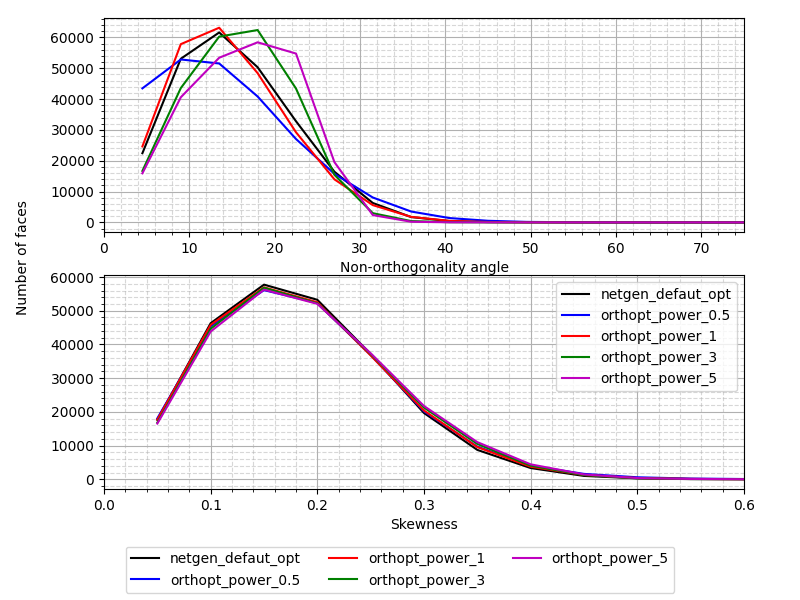 60000
50000
40000
30000
20000
10000
0
0 10 20 30 40 50 60 70
Non-orthogonality angle
Number of faces
60000
50000
40000
30000
20000
10000
0
netgen_defaut_opt
orthopt_power_0.5
orthopt_power_1
orthopt_power_3
orthopt_power_5
0.0 0.1 0.2 0.3 0.4 0.5 0.6
Skewness
netgen_defaut_opt orthopt_power_1 orthopt_power_5
orthopt_power_0.5 orthopt_power_3